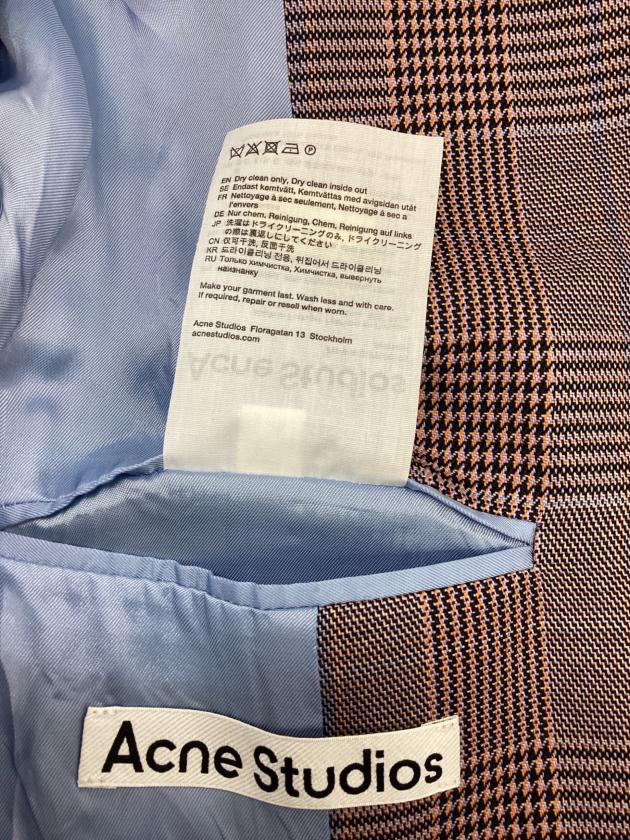 P
EN Dry clean only, Dry clean inside out
SE Endast kemtvätt, Kemtvättas med avigsidan utåt
FR Nettoyage à sec seulement, Nettoyage à sec a
l'envers
DE Nur chem. Reinigung, Chem. Reinigung auf links
JP 洗濯はドライクリーニングのみ, ドライクリーニング
の際は裏返しにしてください
CN 仅可干洗, 反面干洗
KR 드라이클리닝 전용, 뒤집어서 드라이클리닝
RU Только химчистка, Химчистка, вывернуть
наизнанку
Make your garment last. Wash less and with care.
If required, repair or resell when worn.
Acne Studios Floragatan 13 Stockholm
acnestudios.com
Acne Studios
Acne Studios